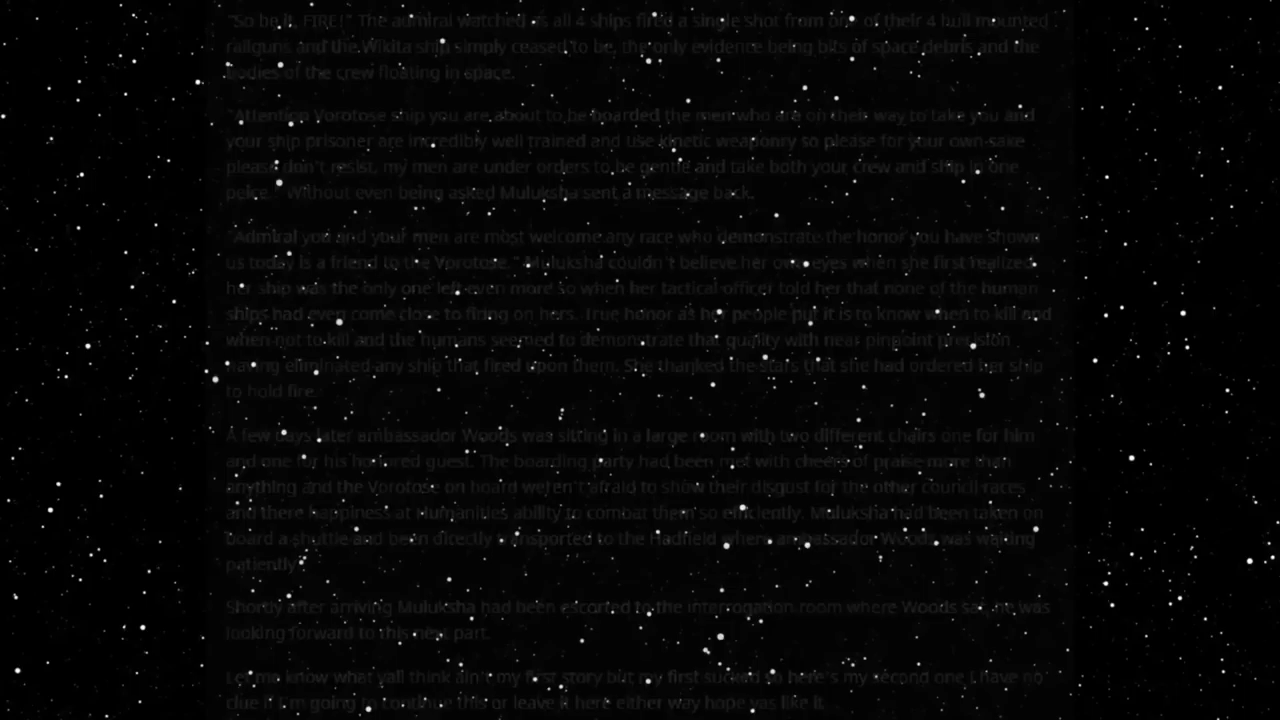 "So be it, FIRE!" The admiral watched as all 4 ships fired a single shot from one of their 4 hull mounted
railguns and the Wikita ship simply ceased to be, the only evidence being bits of space debris and the
bodies of the crew floating in space.
"Attention Vorotose ship you are about to be boarded the men who are on their way to take you and
your ship prisoner are incredibly well trained and use kinetic weaponry so please for your own sake
please don't resist, my men are under orders to be gentle and take both your crew and ship in one
peice." Without even being asked Muluksha sent a message back.
"Admiral you and your men are most welcome any race who demonstrate the honor you have shown
us today is a friend to the Vorotose." Muluksha couldn't believe her own eyes when she first realized
her ship was the only one left even more so when her tactical officer told her that none of the human
ships had even come close to firing on hers. True honor as her people put it is to know when to kill and
when not to kill and the humans seemed to demonstrate that quality with near pinpoint precision
having eliminated any ship that fired upon them. She thanked the stars that she had ordered her ship
to hold fire.
A few days later ambassador Woods was sitting in a large room with two different chairs one for him
and one for his honored guest. The boarding party had been met with cheers of praise more than
anything and the Vorotose on board weren't afraid to show their disgust for the other council races
and there happiness at Humanities ability to combat them so efficiently. Muluksha had been taken on
board a shuttle and been directly transported to the Hadfield where ambassador Woods was waiting
patiently.
Shortly after arriving Muluksha had been escorted to the interrogation room where Woods sat, he was
looking forward to this next part.
Let me know what yall think ain't my first story but my first sucked so here's my second one I have no
clue if I'm going to continue this or leave it here either way hope yas like it